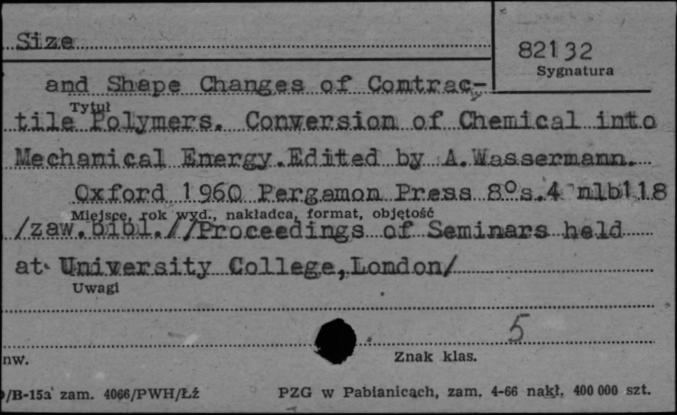 Size
82132
Sygnatura
and Shape Changes of Contrac-
Tytuł
tile Polymers. Conversion of Chemical into
Mechanical Energy.Edited by A.Wassermann.
Oxford 1960 Pergamon Press 8°s.4 nlb118
Miejsce, rok wyd., nakładca, format, objętość
/zaw.bibl.//Proceedings of Seminars held
at University College,London/
Uwagi
5
nw.
Znak klas.
/B-15a zam. 4066/PWH/Łź
PZG w Pabianicach, zam. 4-66 nakł. 400 000 szt.